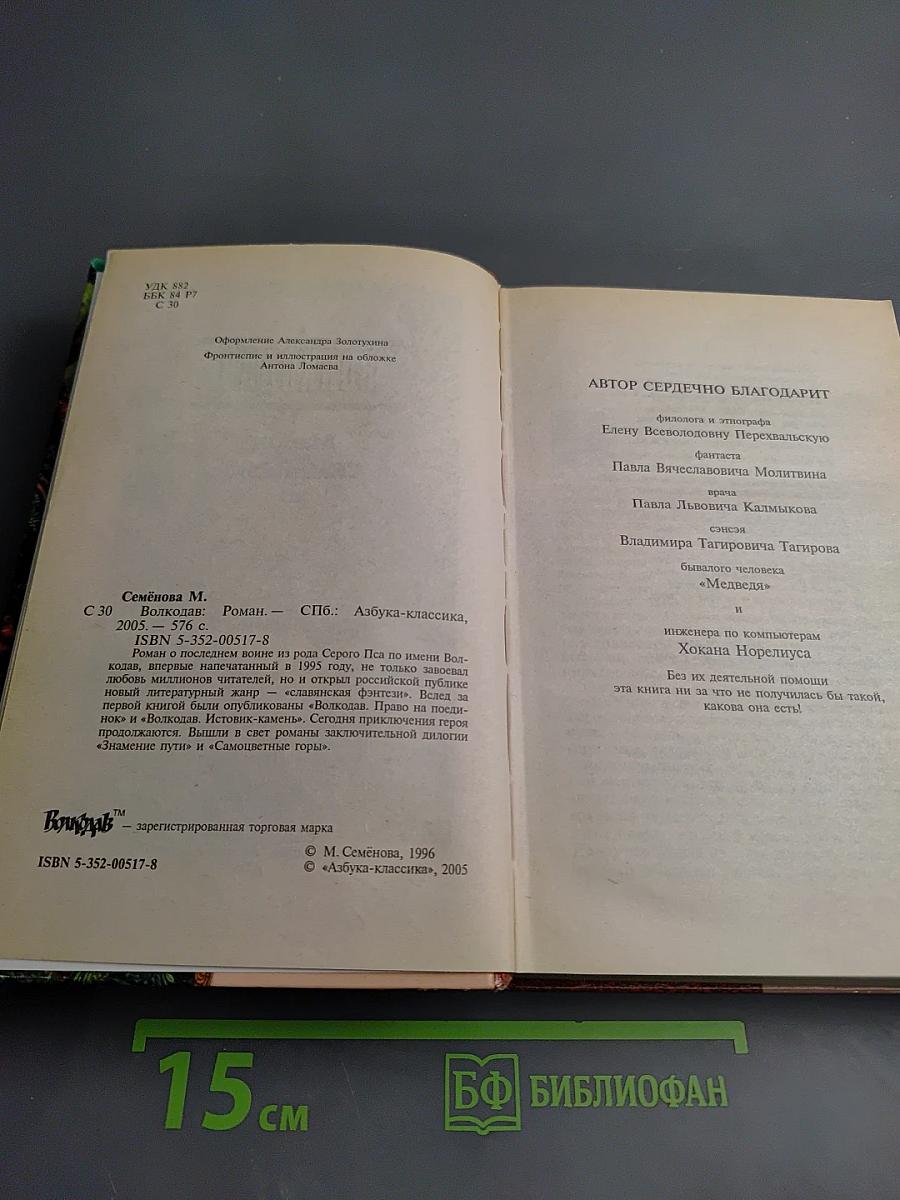 УДК 882
ББК 84 Р7
С 30
Оформление Александра Золотухина
Фронтиспис и иллюстрация на обложке
Антона Ломаева
Семёнова М.
С 30 Волкодав: Роман. — СПб.: Азбука-классика,
2005. — 576 с.
ISBN 5-352-00517-8
Роман о последнем воине из рода Серого Пса по имени Вол-
кодав, впервые напечатанный в 1995 году, не только завоевал
любовь миллионов читателей, но и открыл российской публике
новый литературный жанр — «славянская фэнтези». Вслед за
первой книгой были опубликованы «Волкодав. Право на поеди-
нок» и «Волкодав. Истовик-камень». Сегодня приключения героя
продолжаются. Вышли в свет романы заключительной дилогии
«Знамение пути» и «Самоцветные горы».
Волкодав™ — зарегистрированная торговая марка
© М. Семёнова, 1996
ISBN 5-352-00517-8
© «Азбука-классика», 2005
АВТОР СЕРДЕЧНО БЛАГОДАРИТ
филолога и этнографа
Елену Всеволодовну Перехвальскую
фантаста
Павла Вячеславовича Молитвина
врача
Павла Львовича Калмыкова
сэнсэя
Владимира Тагировича Тагирова
бывалого человека
«Медведя»
и
инженера по компьютерам
Хокана Норелиуса
Без их деятельной помощи
эта книга ни за что не получилась бы такой,
какова она есть!
15 см
БФ БИБЛИОФАН